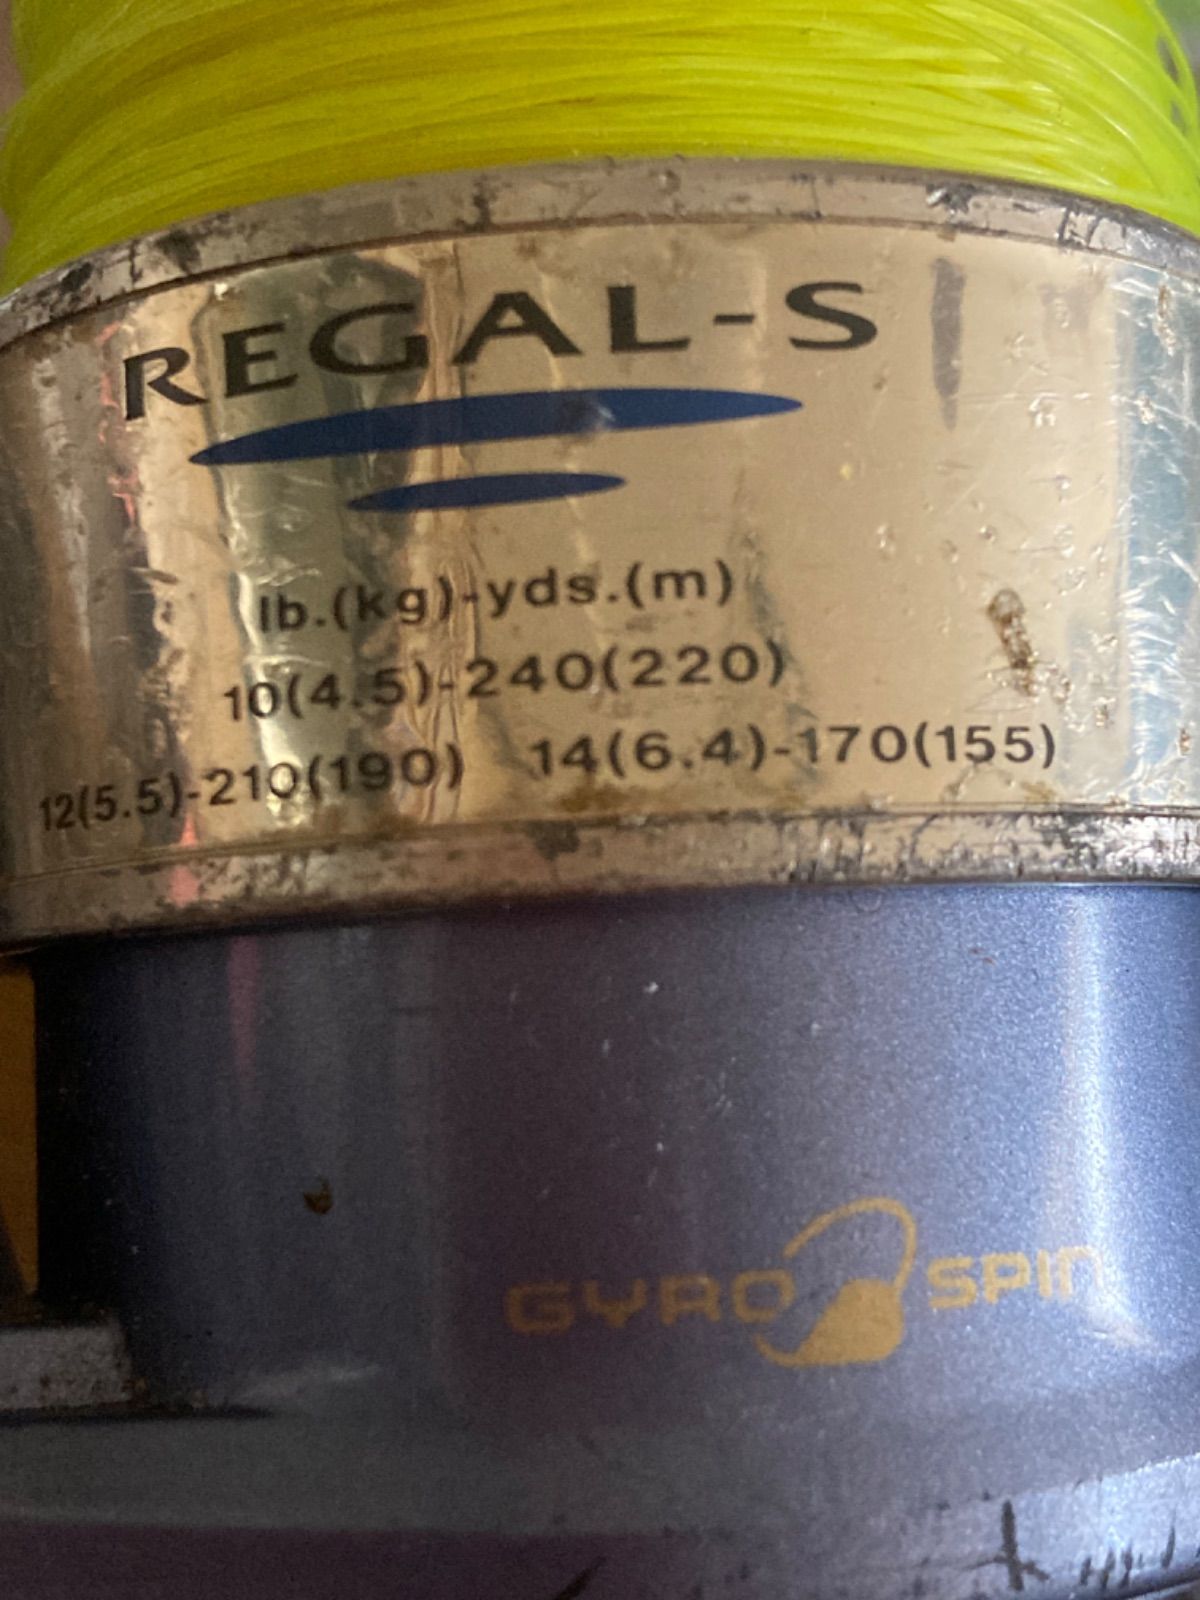 REGAL-S
lb.(kg)-yds.(m)
10(4.5)-240(220)
12(5.5)-210(190) 14(6.4)-170(155)
GYRO SPIN